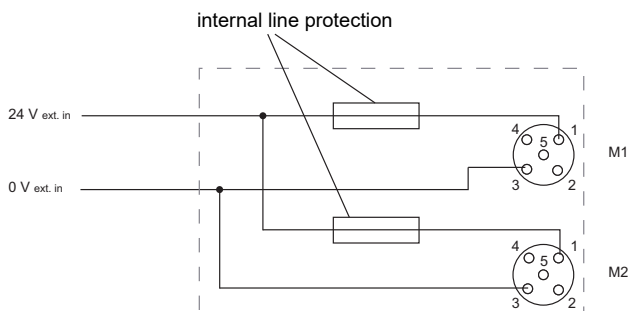 internal line protection
24 V ext. in
4 1
5
3 2
M1
0 V ext. in
4 1
5
3 2
M2